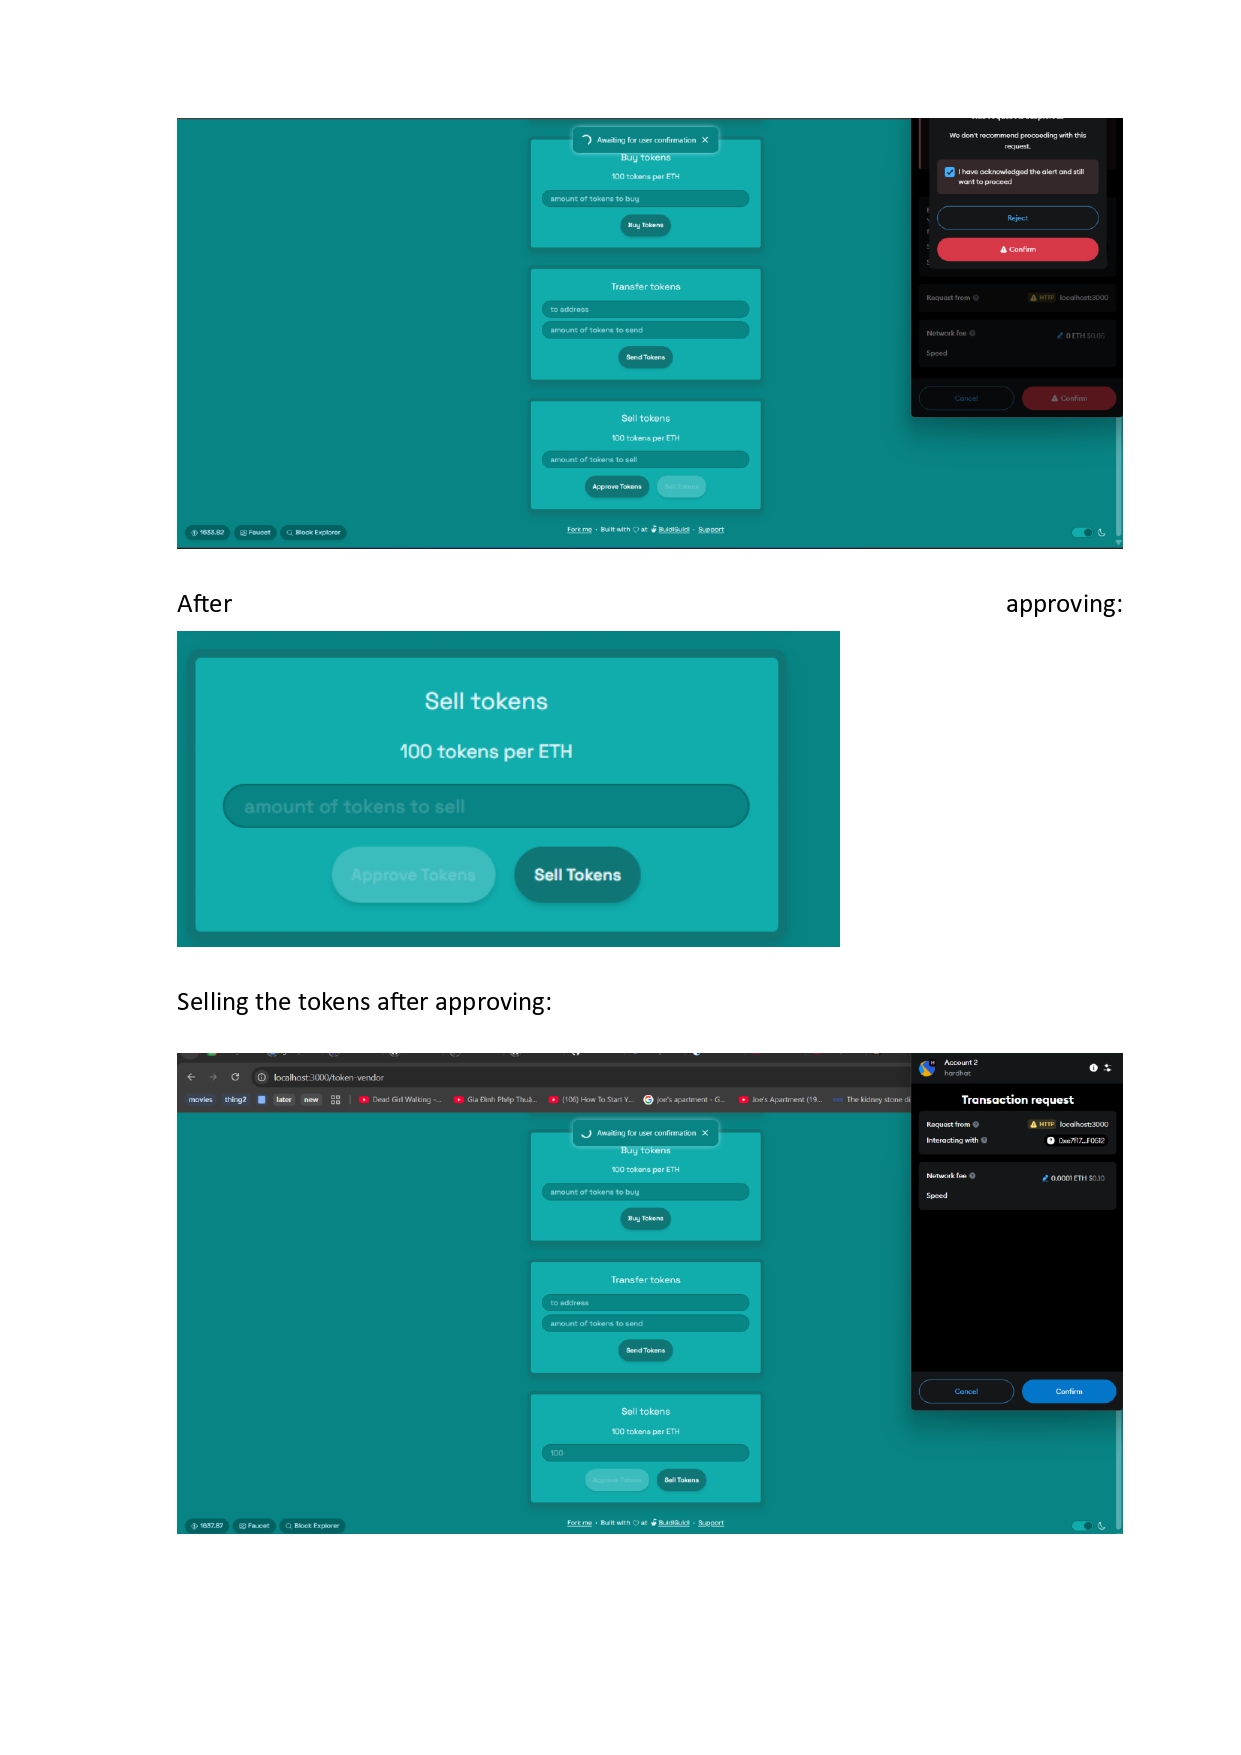 Awaiting for user confirmation
Buy tokens
100 tokens per ETH
amount of tokens to buy
Buy Tokens
Transfer tokens
to address
amount of tokens to send
Send Tokens
Sell tokens
100 tokens per ETH
amount of tokens to sell
Approve Tokens Sell Tokens
1633.82 Faucet Block Explorer
Fork me · Built with ♡ at BuidlGuidl · Support
We don't recommend proceeding with this
request.
I have acknowledged the alert and still
want to proceed
Reject
Confirm
Request from HTTP localhost:3000
Network fee 0 ETH $0.05
Speed
Cancel Confirm
After approving:
Sell tokens
100 tokens per ETH
amount of tokens to sell
Approve Tokens Sell Tokens
Selling the tokens after approving:
localhost:3000/token-vendor
movies thing2 later new Dead Girl Walking -... Gia Đình Phép Thuậ... (106) How To Start Y... joe's apartment - G... Joe's Apartment (19... The kidney stone di
Awaiting for user confirmation
Buy tokens
100 tokens per ETH
amount of tokens to buy
Buy Tokens
Transfer tokens
to address
amount of tokens to send
Send Tokens
Sell tokens
100 tokens per ETH
100
Approve Tokens Sell Tokens
1637.87 Faucet Block Explorer
Fork me · Built with ♡ at BuidlGuidl · Support
Account 2
hardhat
Transaction request
Request from HTTP localhost:3000
Interacting with 0xe7f17...F0512
Network fee 0.0001 ETH $0.10
Speed
Cancel Confirm